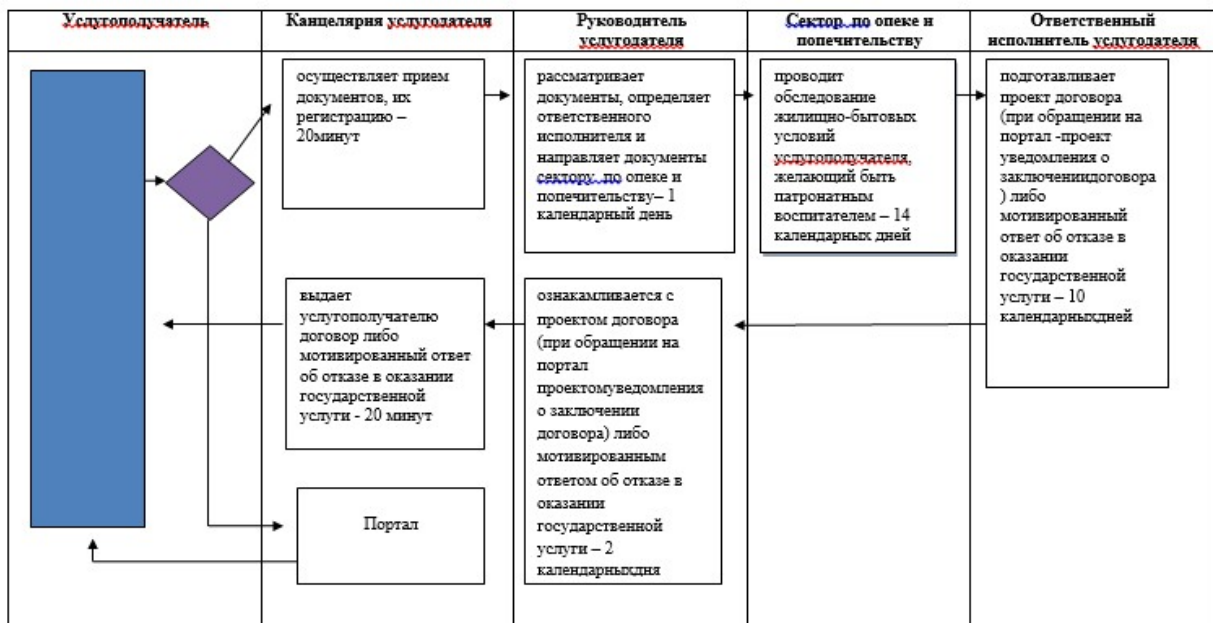 Услугополучатель
Канцелярия услугодателя
Руководитель
услугодателя
Сектор по опеке и
попечительству
Ответственный
исполнитель услугодателя
осуществляет прием
документов, их
регистрацию –
20минут
рассматривает
документы, определяет
ответственного
исполнителя и
направляет документы
сектору по опеке и
попечительству– 1
календарный день
проводит
обследование
жилищно-бытовых
условий
услугополучателя,
желающий быть
патронатным
воспитателем – 14
календарных дней
подготавливает
проект договора
(при обращении на
портал -проект
уведомления о
заключениидоговора
) либо
мотивированный
ответ об отказе в
оказании
государственной
услуги – 10
календарныхдней
выдает
услугополучателю
договор либо
мотивированный ответ
об отказе в оказании
государственной
услуги - 20 минут
ознакамливается с
проектом договора
(при обращении на
портал
проектомуведомления
о заключении
договора) либо
мотивированным
ответом об отказе в
оказании
государственной
услуги – 2
календарныхдня
Портал